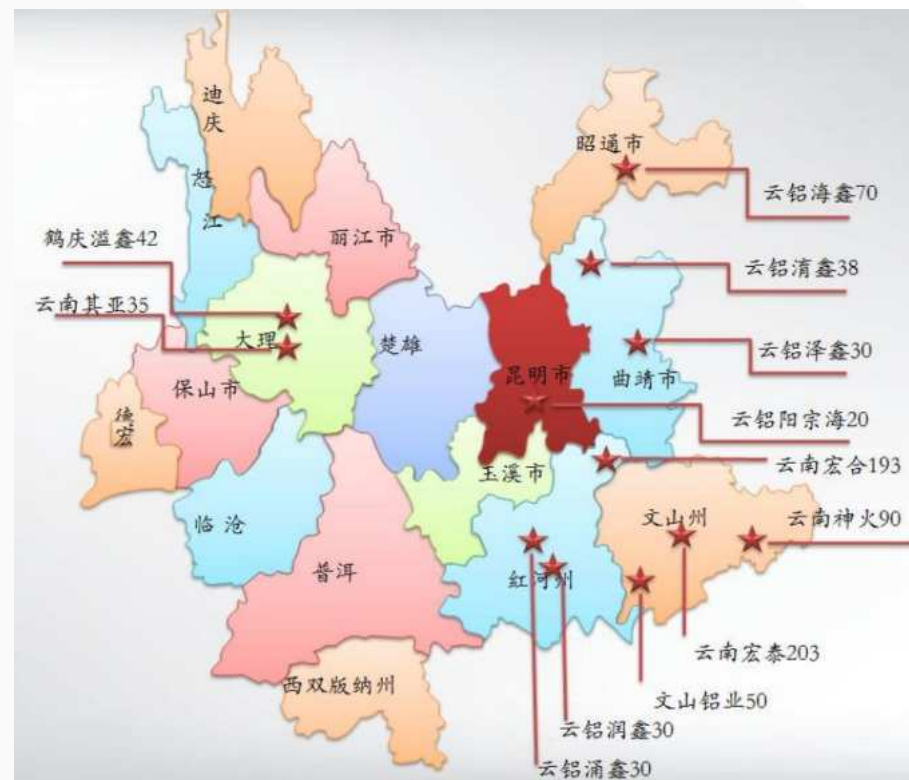 迪庆
昭通市
怒江
云铝海鑫70
鹤庆溢鑫42
丽江市
云铝淯鑫38
云南其亚35
大理
楚雄
云铝泽鑫30
保山市
昆明市
曲靖市
德宏
云铝阳宗海20
玉溪市
云南宏合193
临沧
文山州
云南神火90
普洱
红河州
云南宏泰203
西双版纳州
文山铝业50
云铝润鑫30
云铝涌鑫30